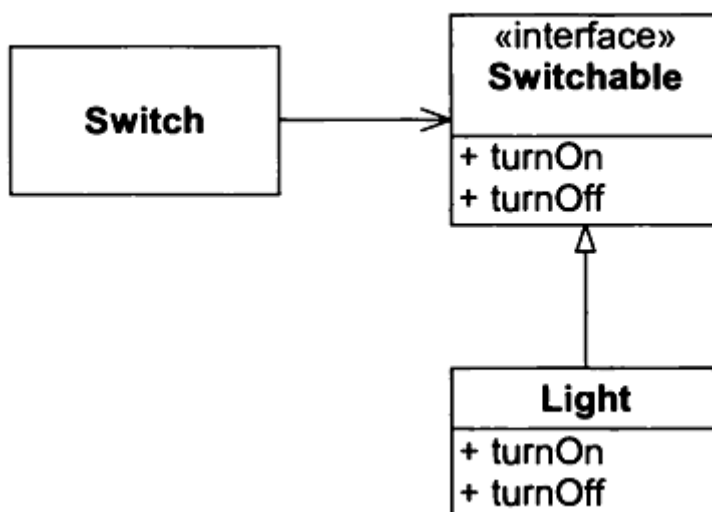 «interface»
Switchable
Switch
+ turnOn
+ turnOff
Light
+ turnOn
+ turnOff